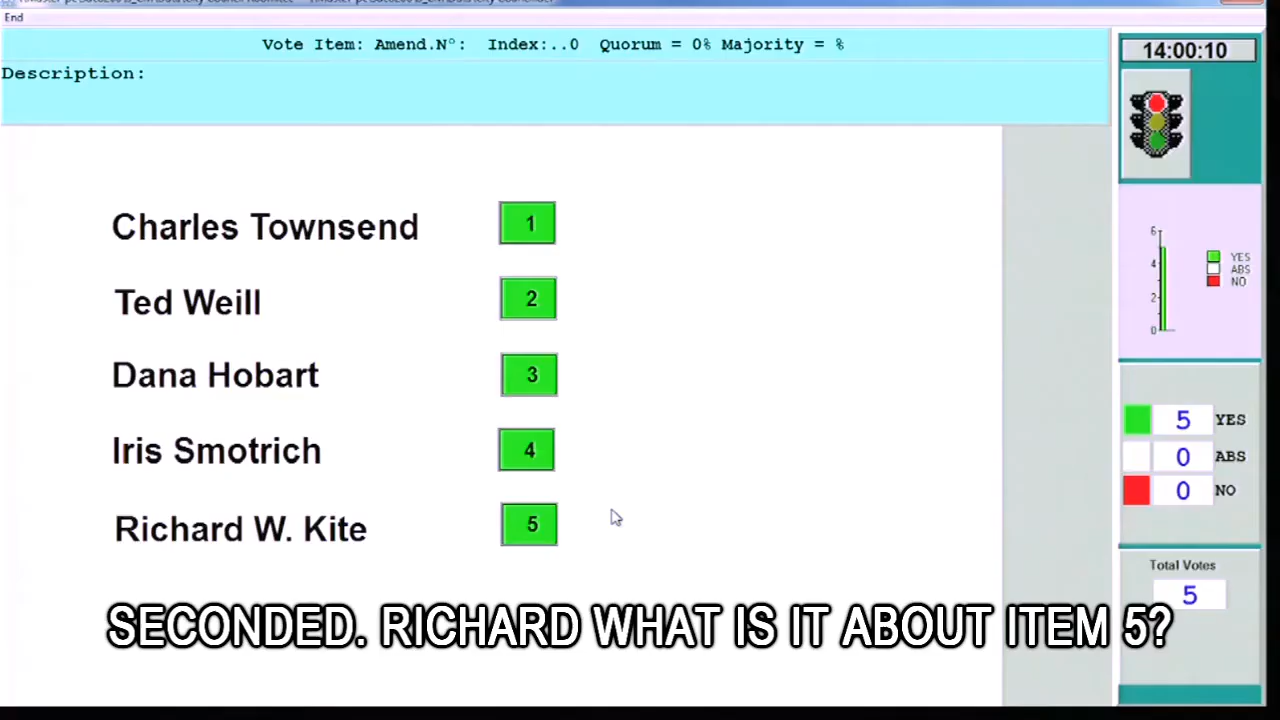 End
Vote Item: Amend.N°: Index:..0 Quorum = 0% Majority = %
14:00:10
Description:
Charles Townsend 1
Ted Weill 2
Dana Hobart 3
Iris Smotrich 4
Richard W. Kite 5
6
4
2
0
YES
ABS
NO
5 YES
0 ABS
0 NO
Total Votes
5
SECONDED. RICHARD WHAT IS IT ABOUT ITEM 5?